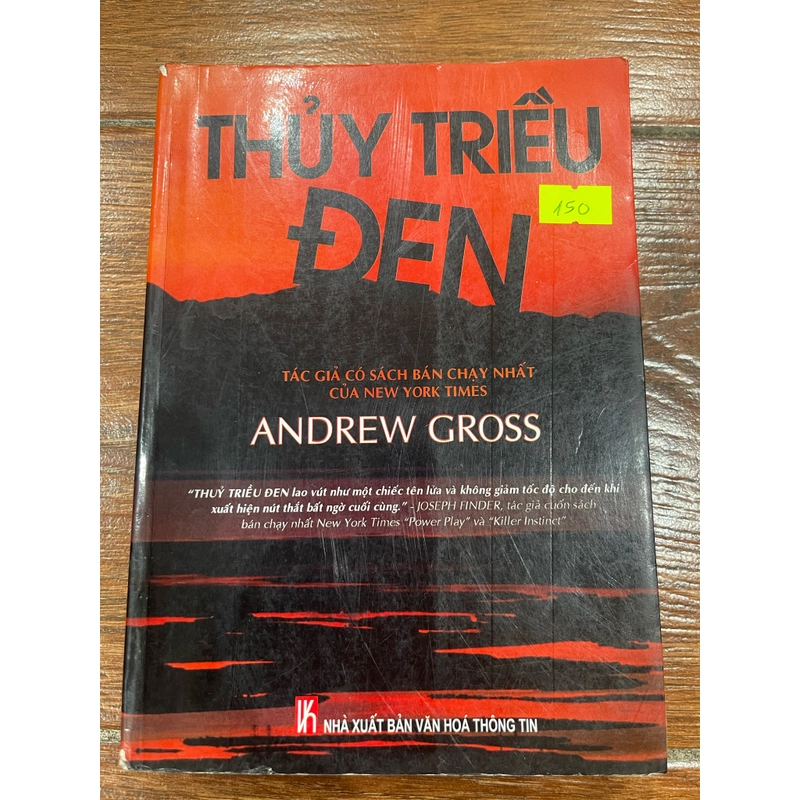 THỦY TRIỀU
ĐEN
150
TÁC GIẢ CÓ SÁCH BÁN CHẠY NHẤT
CỦA NEW YORK TIMES
ANDREW GROSS
“THUỶ TRIỀU ĐEN lao vút như một chiếc tên lửa và không giảm tốc độ cho đến khi
xuất hiện nút thắt bất ngờ cuối cùng.” - JOSEPH FINDER, tác giả cuốn sách
bán chạy nhất New York Times “Power Play” và “Killer Instinct”
NHÀ XUẤT BẢN VĂN HOÁ THÔNG TIN